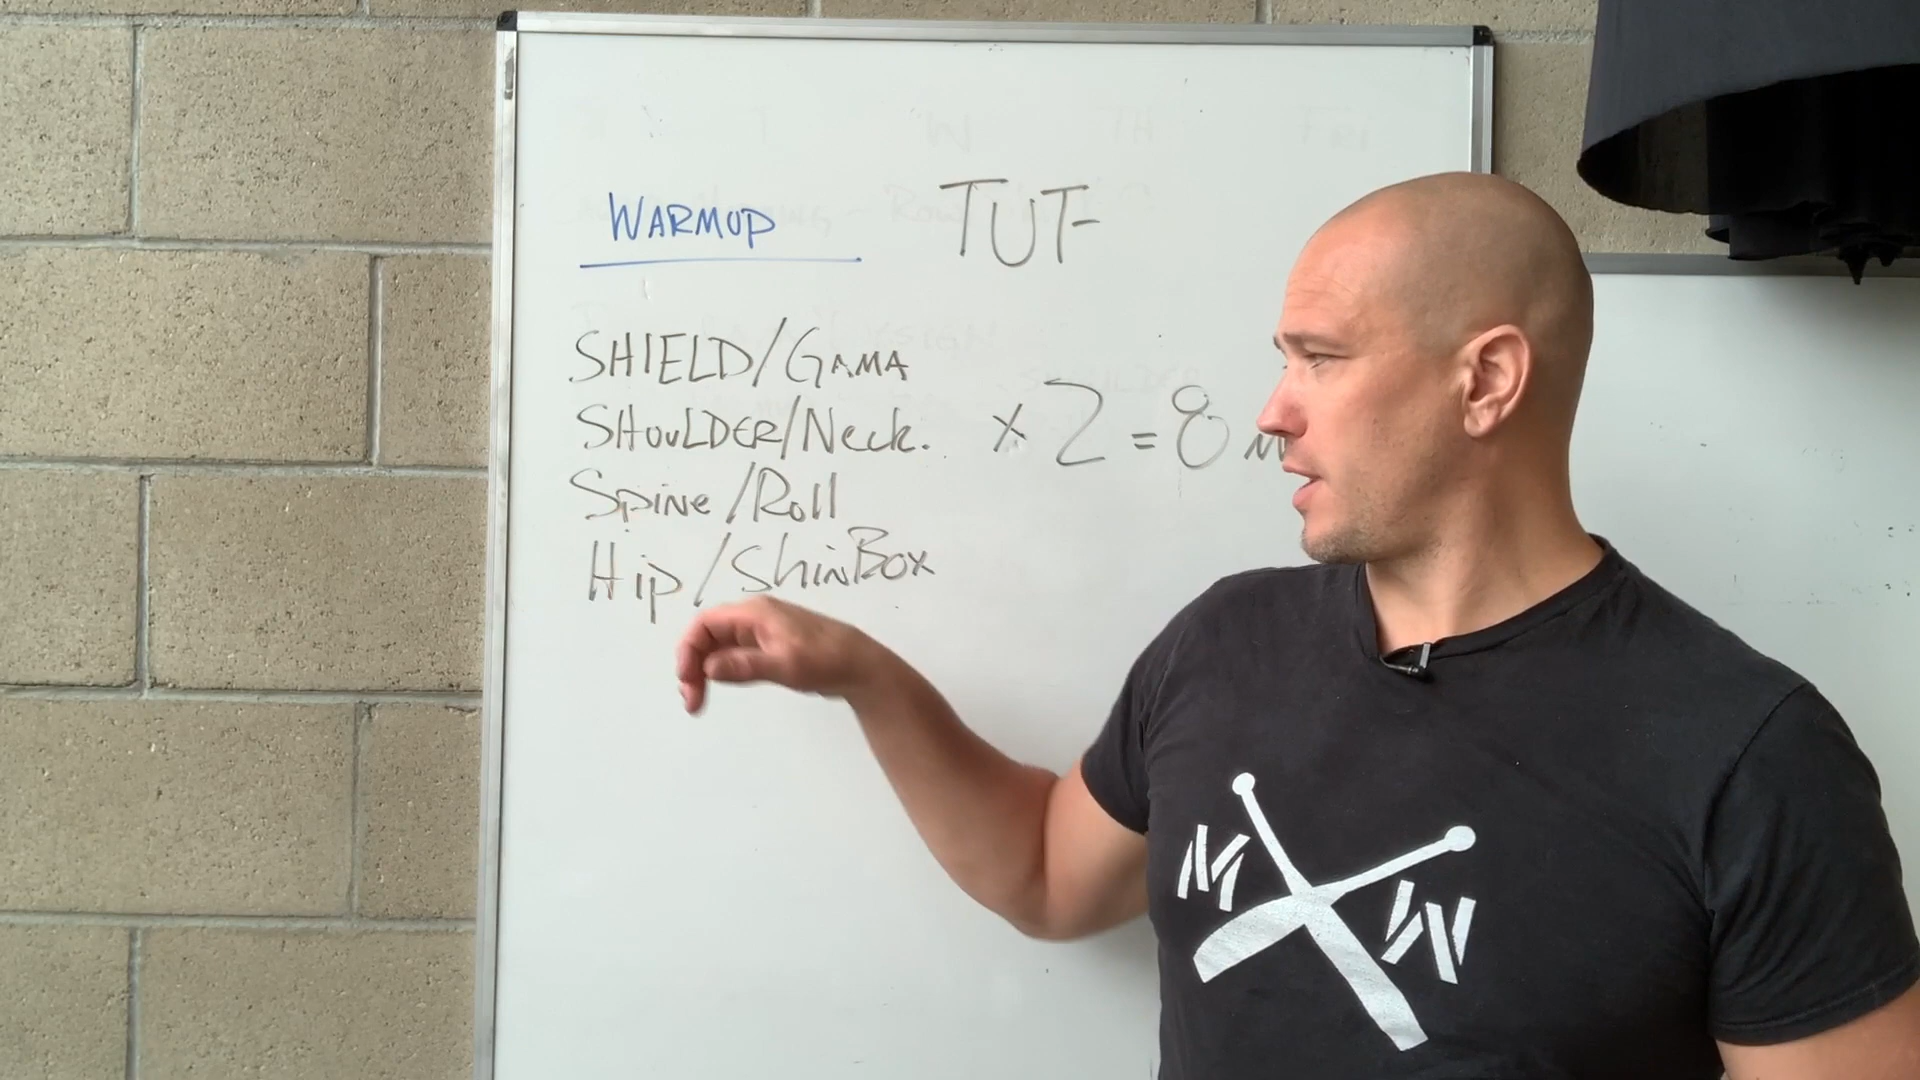 WARMUP TUT
SHIELD/GAMA
SHOULDER/Neck. x 2 = 8 M
Spine/Roll
Hip/ShinBox